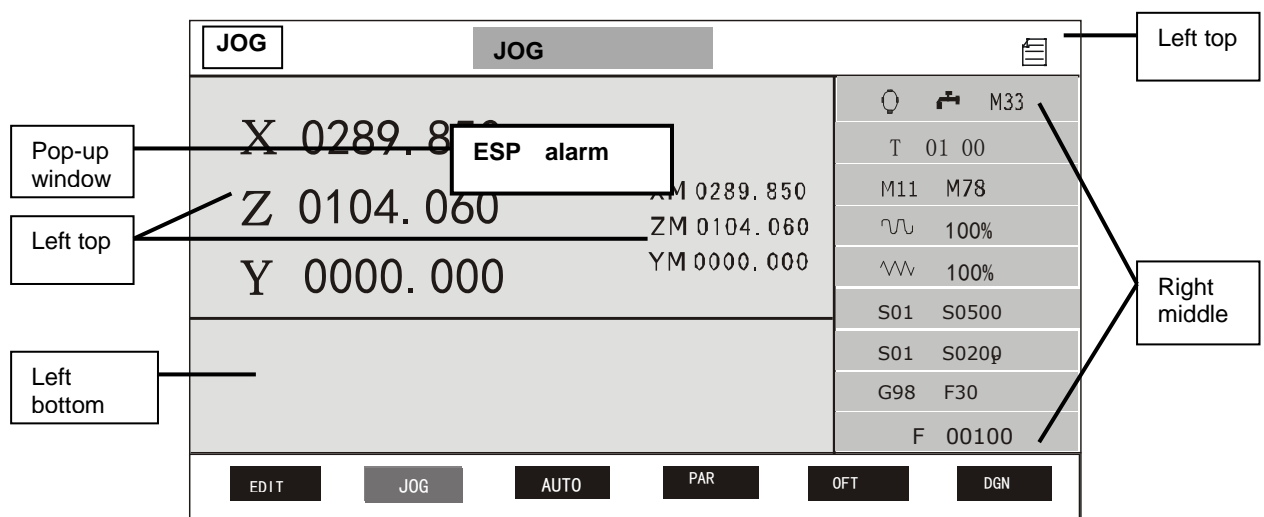 JOG
JOG
Left top
M33
Pop-up
window
X 0289. 850
ESP alarm
T 01 00
Z 0104. 060
XM 0289. 850
M11 M78
Left top
ZM 0104. 060
100%
Y 0000. 000
YM 0000. 000
100%
Right
middle
S01 S0500
S01 S0200
Left
bottom
G98 F30
F 00100
EDIT
JOG
AUTO
PAR
OFT
DGN